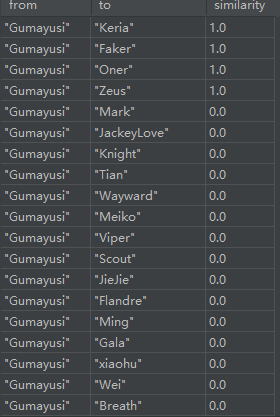 from to similarity
"Gumayusi" "Keria" 1.0
"Gumayusi" "Faker" 1.0
"Gumayusi" "Oner" 1.0
"Gumayusi" "Zeus" 1.0
"Gumayusi" "Mark" 0.0
"Gumayusi" "JackeyLove" 0.0
"Gumayusi" "Knight" 0.0
"Gumayusi" "Tian" 0.0
"Gumayusi" "Wayward" 0.0
"Gumayusi" "Meiko" 0.0
"Gumayusi" "Viper" 0.0
"Gumayusi" "Scout" 0.0
"Gumayusi" "JieJie" 0.0
"Gumayusi" "Flandre" 0.0
"Gumayusi" "Ming" 0.0
"Gumayusi" "Gala" 0.0
"Gumayusi" "xiaohu" 0.0
"Gumayusi" "Wei" 0.0
"Gumayusi" "Breath" 0.0